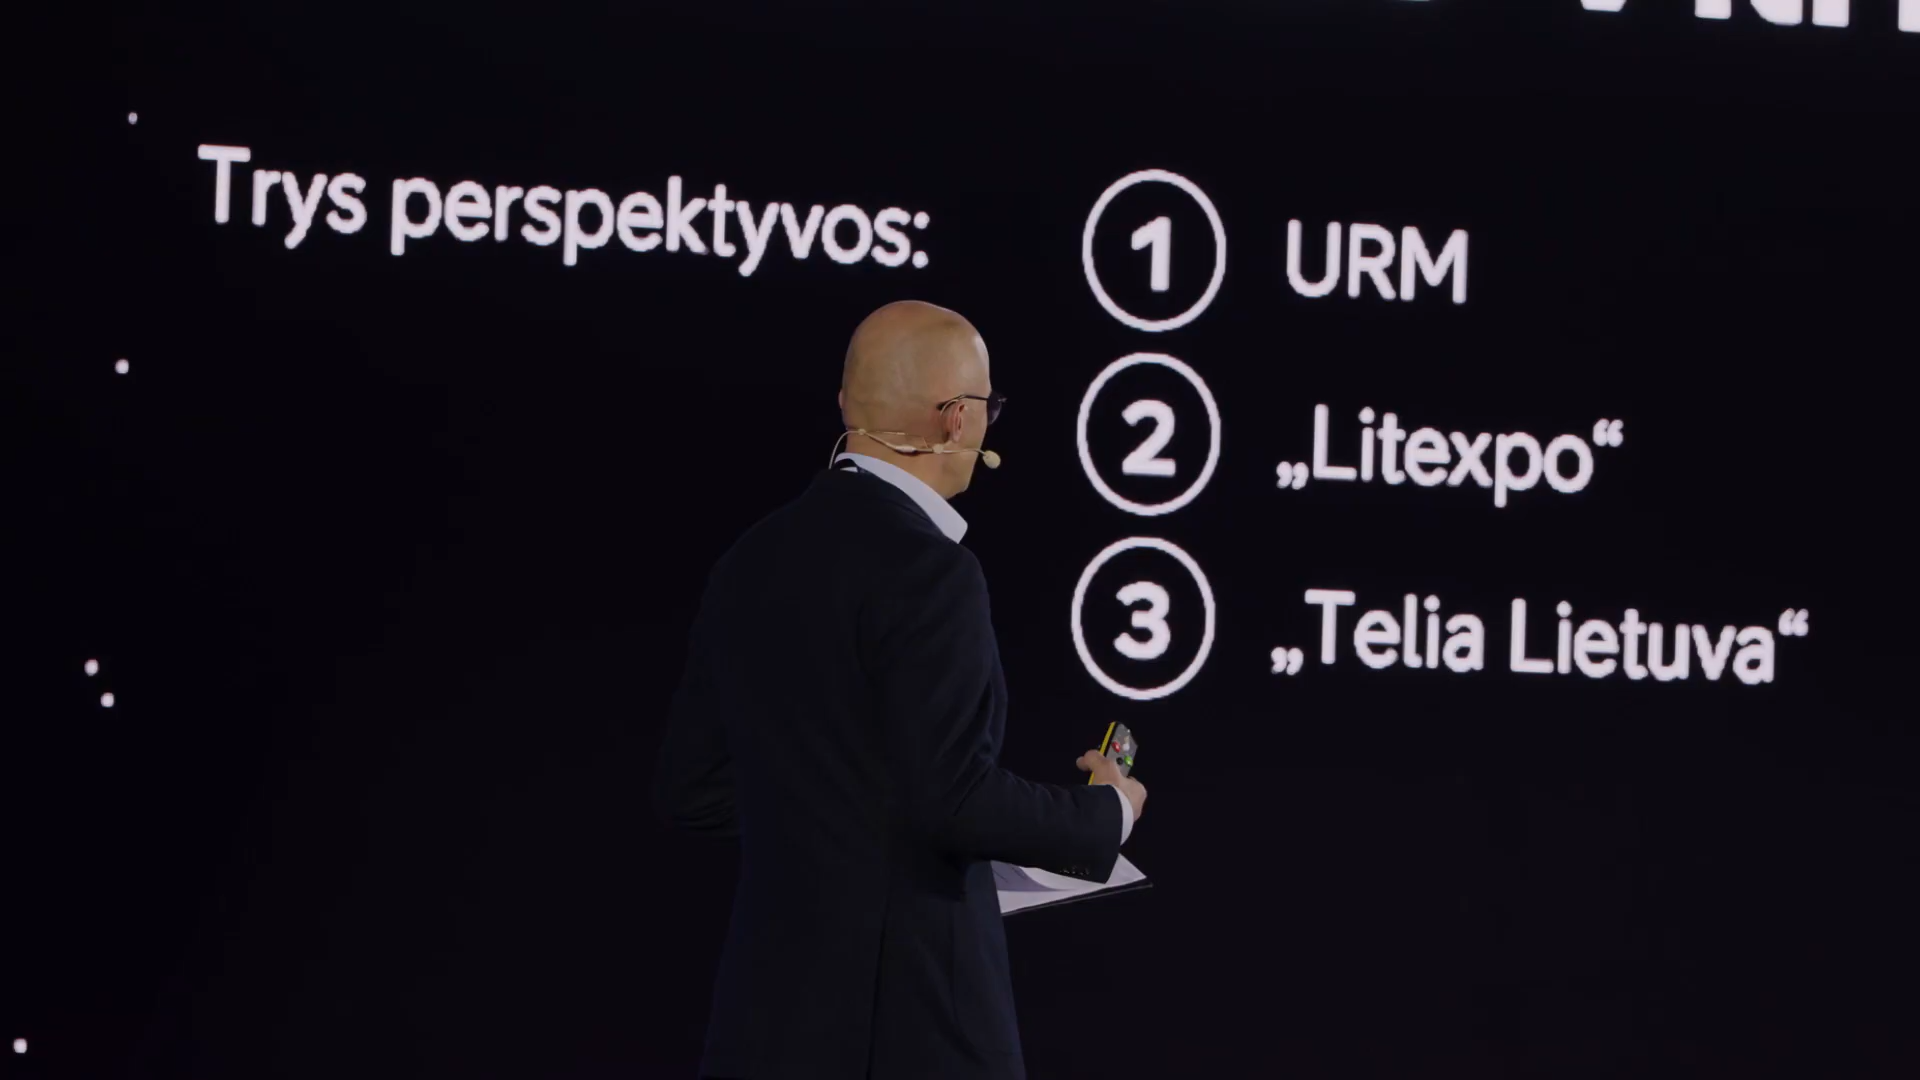 Trys perspektyvos:
1 URM
2 „Litexpo“
3 „Telia Lietuva“